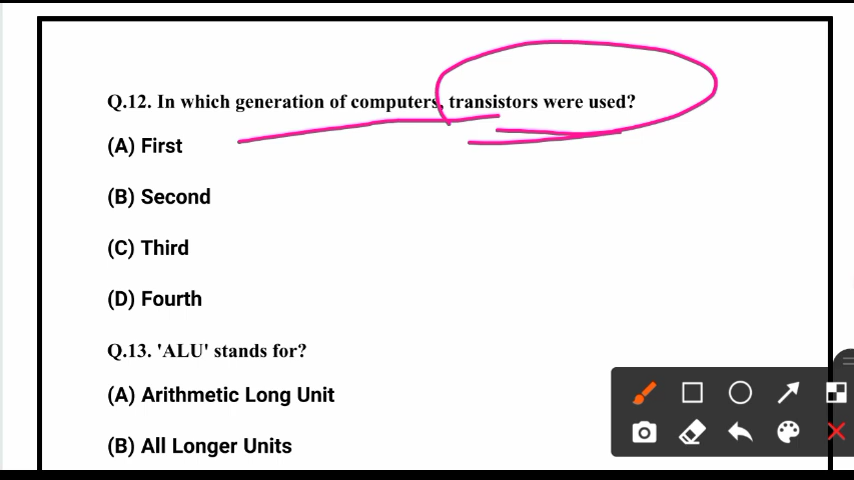 Q.12. In which generation of computers, transistors were used?
(A) First
(B) Second
(C) Third
(D) Fourth
Q.13. 'ALU' stands for?
(A) Arithmetic Long Unit
(B) All Longer Units